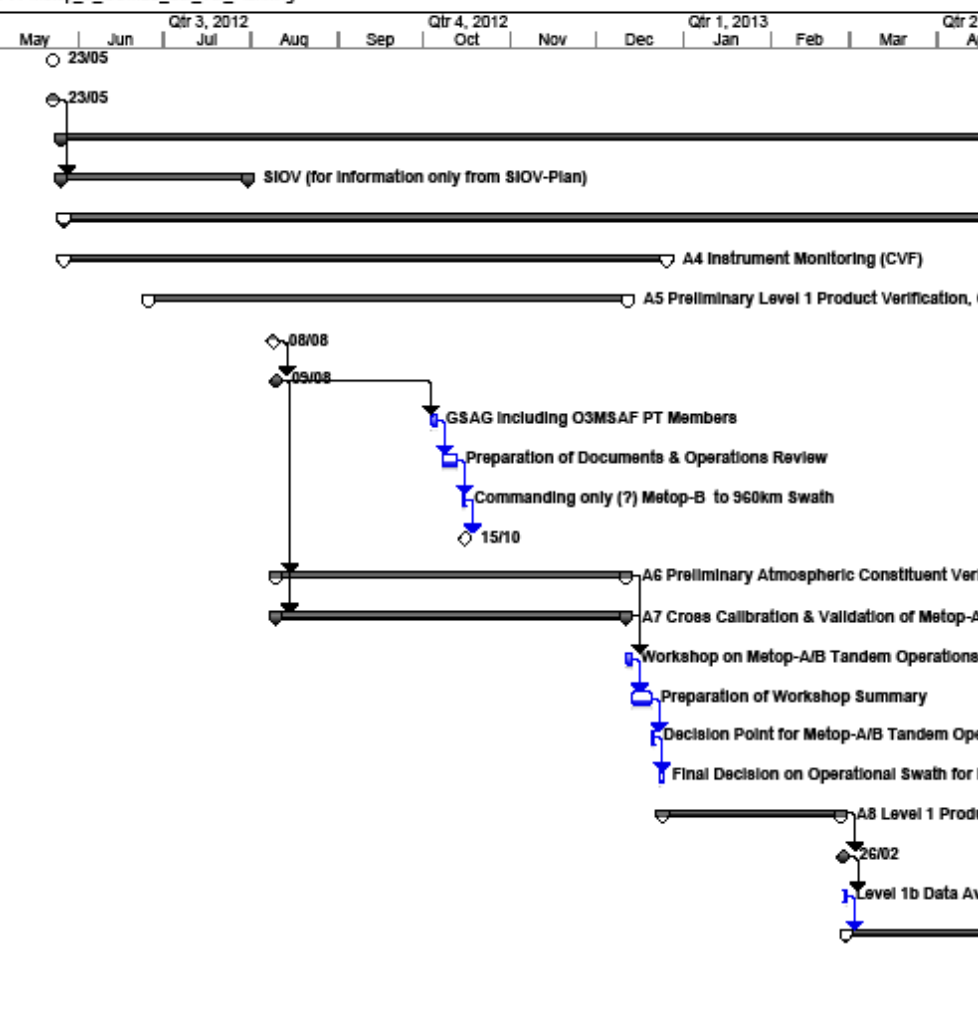 Qtr 3, 2012 Qtr 4, 2012 Qtr 1, 2013 Qtr 2
May Jun Jul Aug Sep Oct Nov Dec Jan Feb Mar A
23/05
23/05
SIOV (for Information only from SIOV-Plan)
A4 Instrument Monitoring (CVF)
A5 Preliminary Level 1 Product Verification,
08/08
09/08
GSAG including O3MSAF PT Members
Preparation of Documents & Operations Review
Commanding only (?) Metop-B to 960km Swath
15/10
A6 Preliminary Atmospheric Constituent Veri
A7 Cross Calibration & Validation of Metop-A
Workshop on Metop-A/B Tandem Operations
Preparation of Workshop Summary
Decision Point for Metop-A/B Tandem Ope
Final Decision on Operational Swath for
A8 Level 1 Produ
26/02
Level 1b Data Av